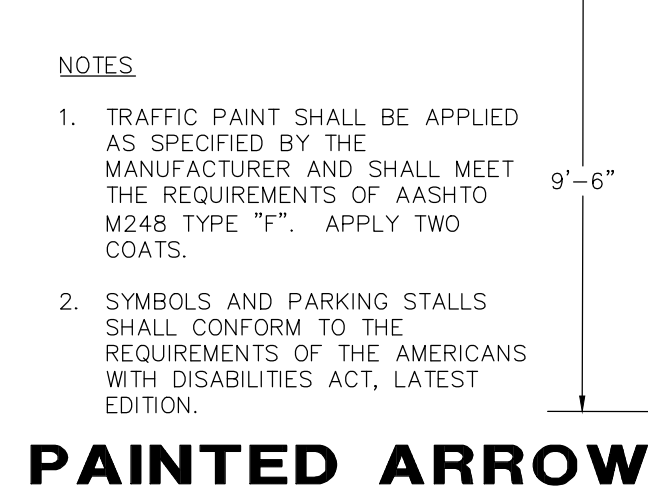 NOTES
1. TRAFFIC PAINT SHALL BE APPLIED
AS SPECIFIED BY THE
MANUFACTURER AND SHALL MEET
THE REQUIREMENTS OF AASHTO
M248 TYPE "F". APPLY TWO
COATS.
2. SYMBOLS AND PARKING STALLS
SHALL CONFORM TO THE
REQUIREMENTS OF THE AMERICANS
WITH DISABILITIES ACT, LATEST
EDITION.
9'-6"
PAINTED ARROW